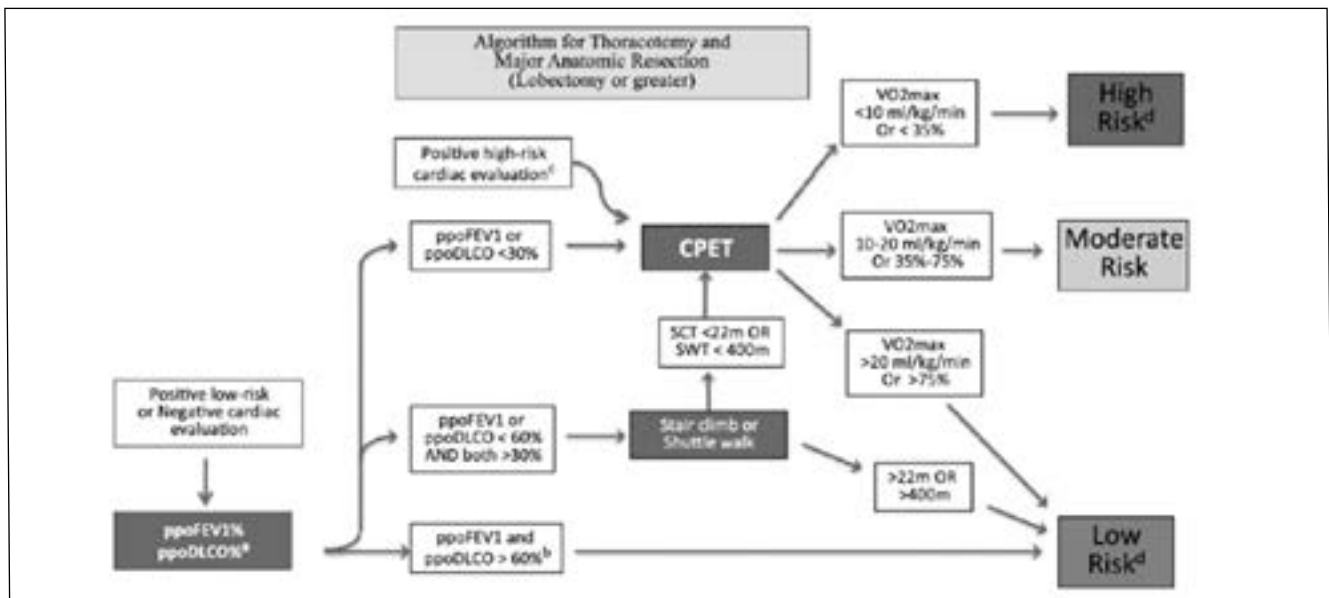 Algorithm for Thoracotomy and
Major Anatomic Resection
(Lobectomy or greater)
VO2max
<10 ml/kg/min
Or < 35%
High
Risk^d
Positive high-risk
cardiac evaluation^c
ppoFEV1 or
ppoDLCO <30%
CPET
VO2max
10-20 ml/kg/min
Or 35%-75%
Moderate
Risk
SCT <22m OR
SWT < 400m
VO2max
>20 ml/kg/min
Or >75%
Positive low-risk
or Negative cardiac
evaluation
ppoFEV1 or
ppoDLCO < 60%
AND both >30%
Stair climb or
Shuttle walk
>22m OR
>400m
ppoFEV1%
ppoDLCO%^a
ppoFEV1 and
ppoDLCO > 60%^b
Low
Risk^d